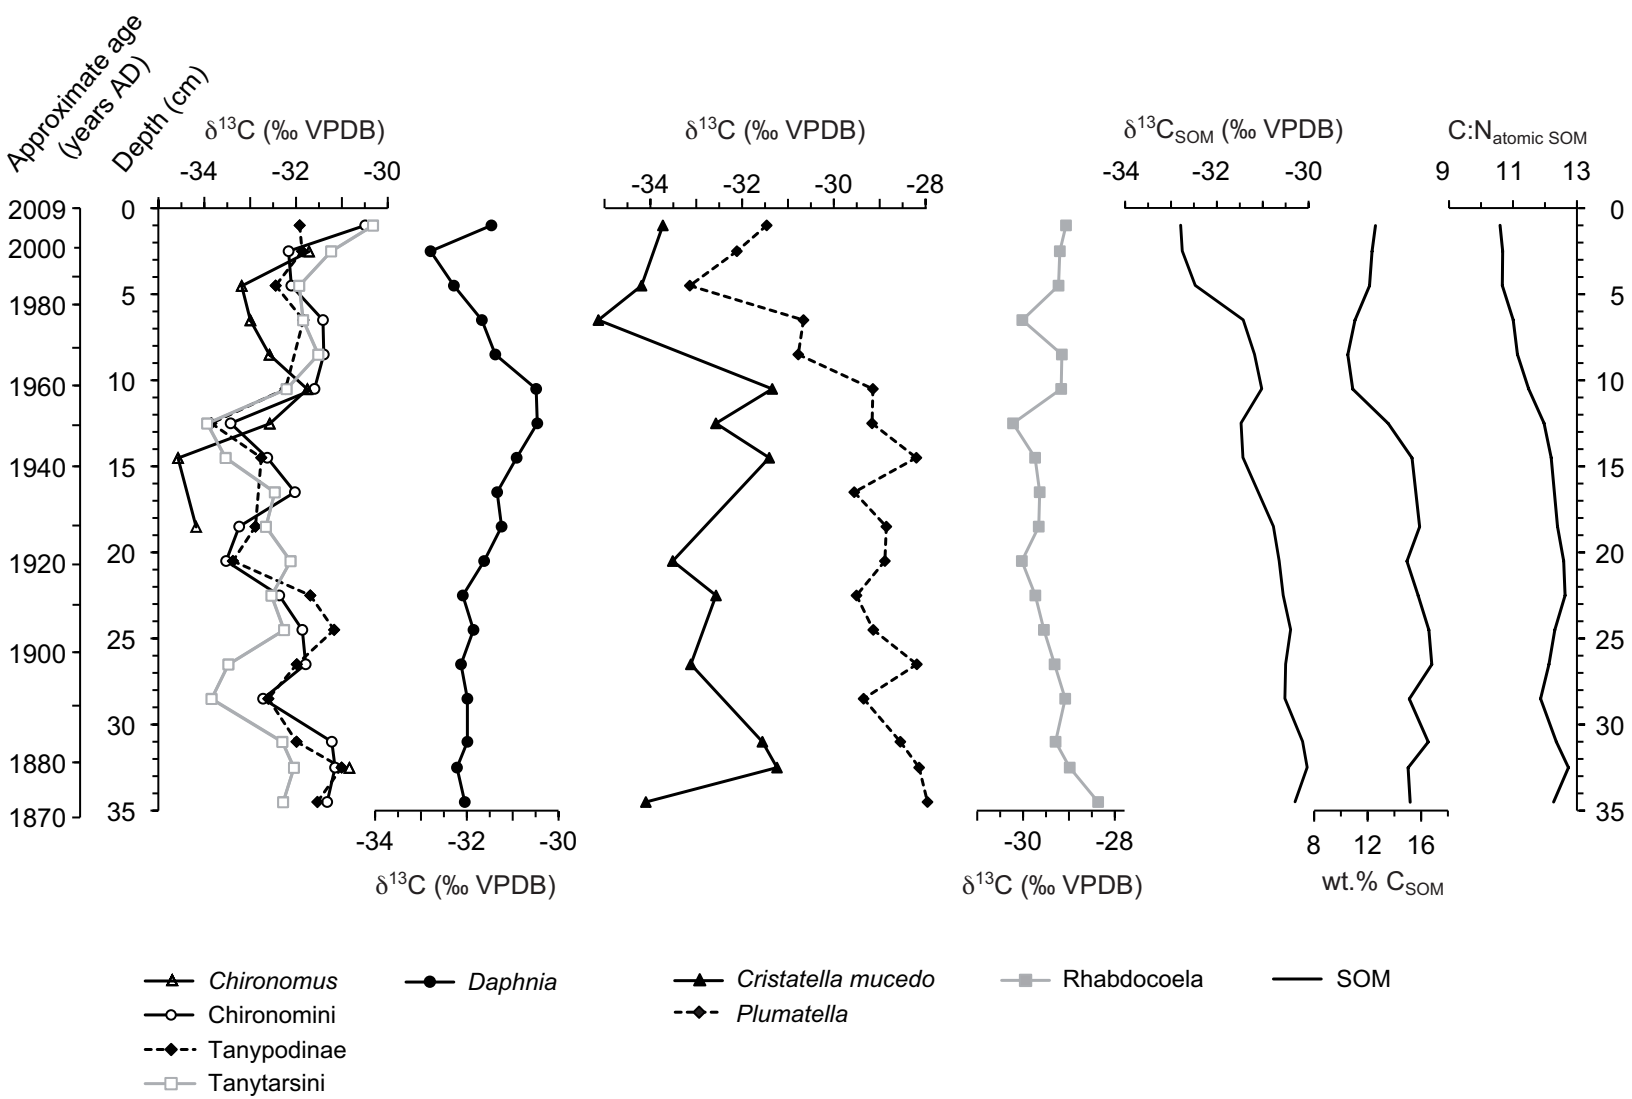 Approximate age
(years AD)
Depth (cm)
δ¹³C (‰ VPDB)
-34 -32 -30
δ¹³C (‰ VPDB)
-34 -32 -30 -28
δ¹³C_SOM (‰ VPDB)
-34 -32 -30
C:N_atomic SOM
9 11 13
2009
2000
1980
1960
1940
1920
1900
1880
1870
0
5
10
15
20
25
30
35
0
5
10
15
20
25
30
35
-34 -32 -30
δ¹³C (‰ VPDB)
-30 -28
δ¹³C (‰ VPDB)
8 12 16
wt.% C_SOM
Chironomus
Chironomini
Tanypodinae
Tanytarsini
Daphnia
Cristatella mucedo
Plumatella
Rhabdocoela
SOM